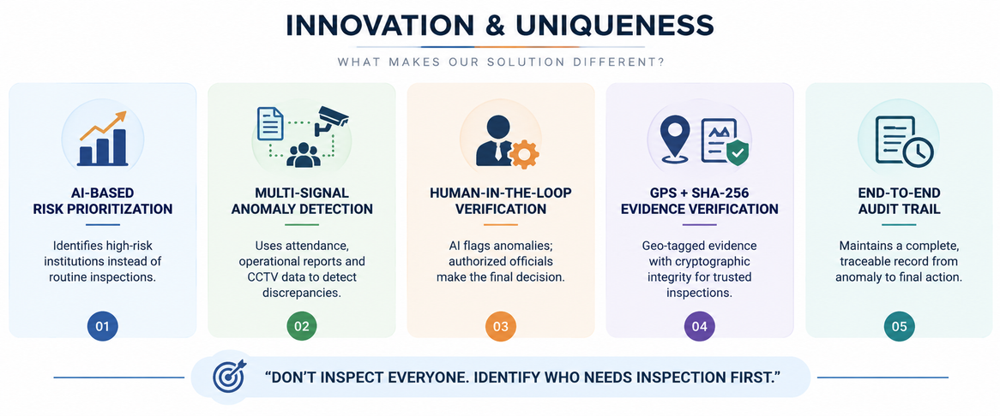 INNOVATION & UNIQUENESS
WHAT MAKES OUR SOLUTION DIFFERENT?
AI-BASED
RISK PRIORITIZATION
Identifies high-risk
institutions instead of
routine inspections.
01
MULTI-SIGNAL
ANOMALY DETECTION
Uses attendance,
operational reports and
CCTV data to detect
discrepancies.
02
HUMAN-IN-THE-LOOP
VERIFICATION
AI flags anomalies;
authorized officials
make the final decision.
03
GPS + SHA-256
EVIDENCE VERIFICATION
Geo-tagged evidence
with cryptographic
integrity for trusted
inspections.
04
END-TO-END
AUDIT TRAIL
Maintains a complete,
traceable record from
anomaly to final action.
05
“DON’T INSPECT EVERYONE. IDENTIFY WHO NEEDS INSPECTION FIRST.”